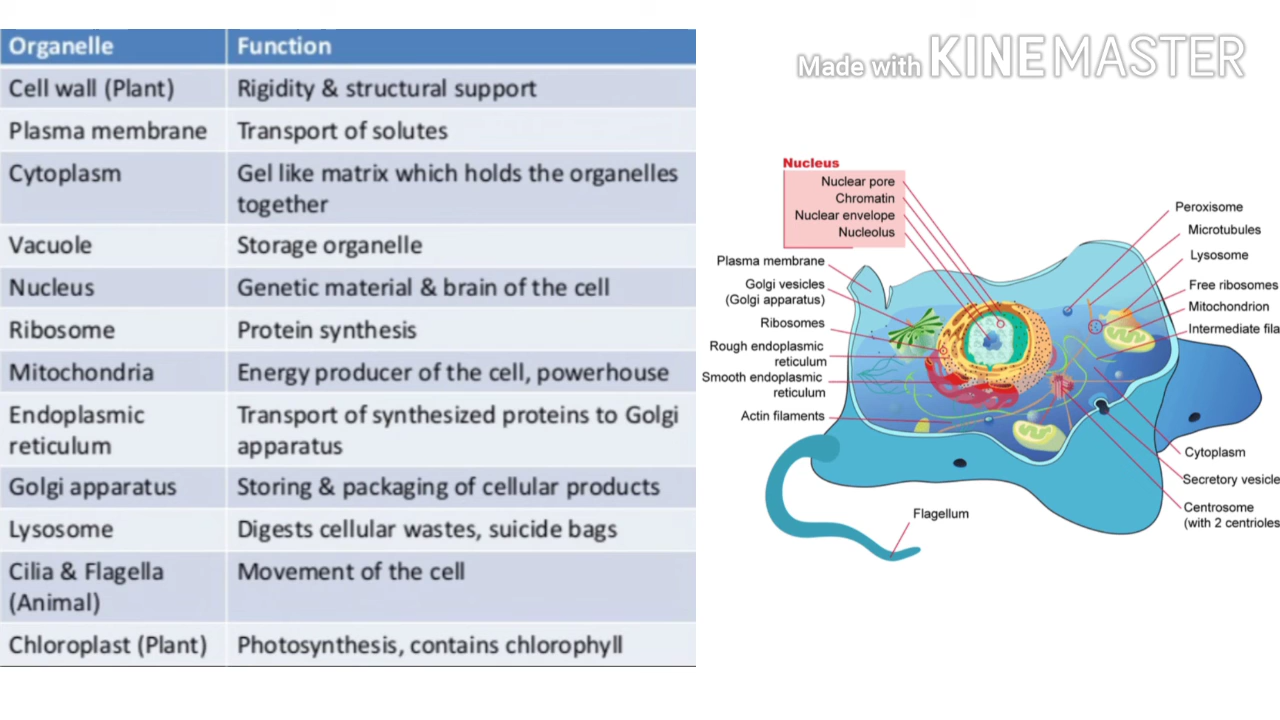 Organelle Function
Cell wall (Plant) Rigidity & structural support
Plasma membrane Transport of solutes
Cytoplasm Gel like matrix which holds the organelles
together
Vacuole Storage organelle
Nucleus Genetic material & brain of the cell
Ribosome Protein synthesis
Mitochondria Energy producer of the cell, powerhouse
Endoplasmic Transport of synthesized proteins to Golgi
reticulum apparatus
Golgi apparatus Storing & packaging of cellular products
Lysosome Digests cellular wastes, suicide bags
Cilia & Flagella Movement of the cell
(Animal)
Chloroplast (Plant) Photosynthesis, contains chlorophyll
Made with KINEMASTER
Nucleus
Nuclear pore
Chromatin
Nuclear envelope
Nucleolus
Plasma membrane
Golgi vesicles
(Golgi apparatus)
Ribosomes
Rough endoplasmic
reticulum
Smooth endoplasmic
reticulum
Actin filaments
Flagellum
Peroxisome
Microtubules
Lysosome
Free ribosomes
Mitochondrion
Intermediate fila
Cytoplasm
Secretory vesicle
Centrosome
(with 2 centrioles